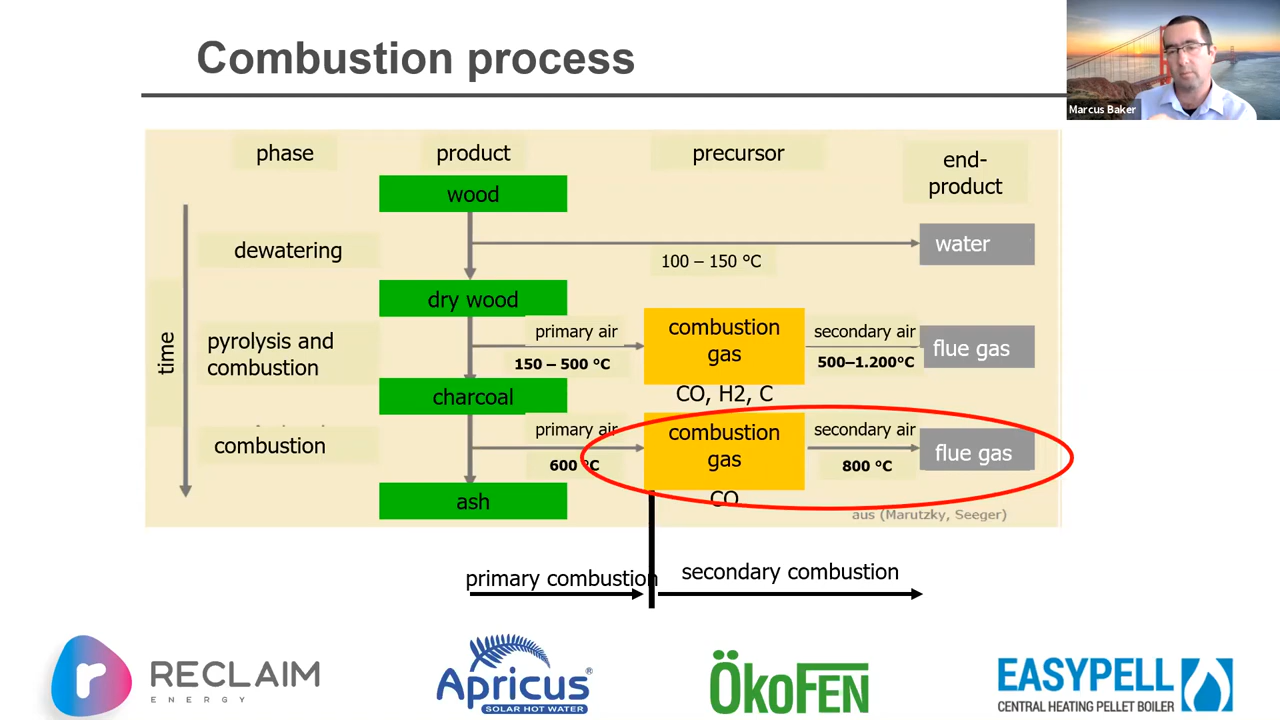 Combustion process
Marcus Baker
phase
product
precursor
end-
product
wood
dewatering
water
100 – 150 °C
dry wood
time
pyrolysis and
combustion
primary air
150 – 500 °C
combustion
gas
secondary air
500–1.200°C
flue gas
charcoal
CO, H2, C
combustion
primary air
600 °C
combustion
gas
secondary air
800 °C
flue gas
ash
CO
aus (Marutzky, Seeger)
primary combustion
secondary combustion
r
RECLAIM
ENERGY
Apricus®
SOLAR HOT WATER
ÖKOFEN
EASYPELL
CENTRAL HEATING PELLET BOILER